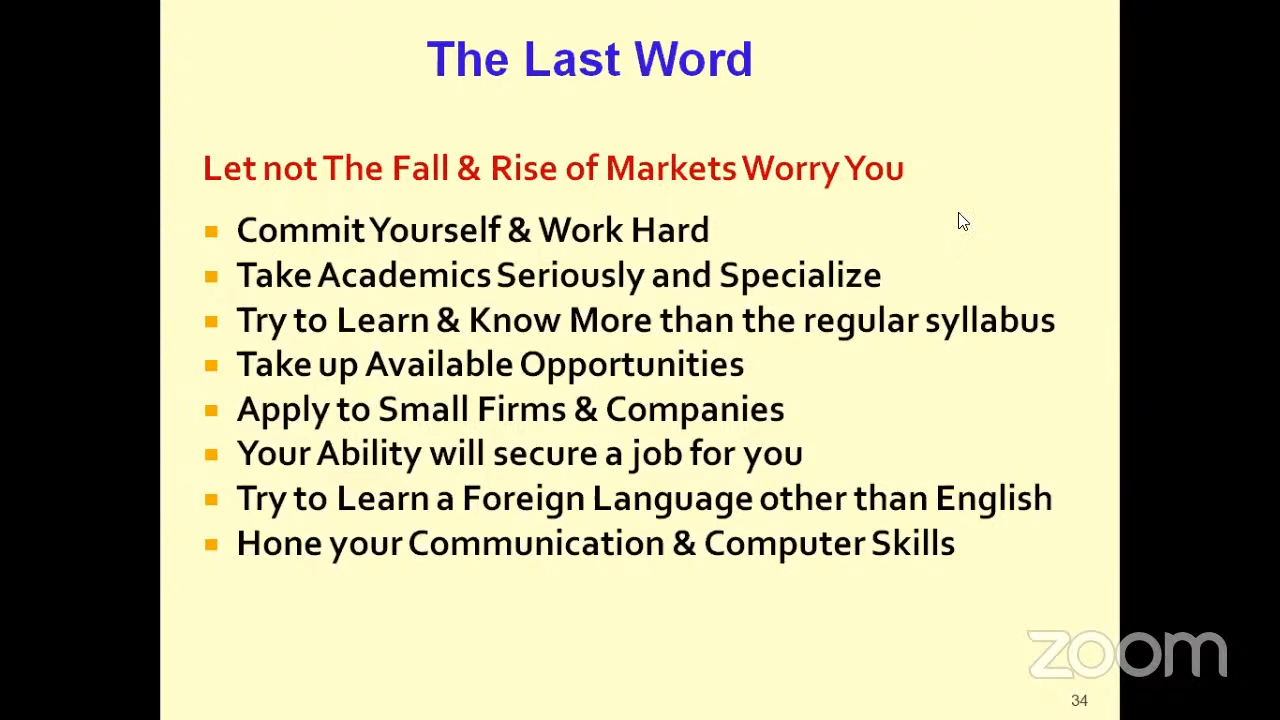 The Last Word
Let not The Fall & Rise of Markets Worry You
Commit Yourself & Work Hard
Take Academics Seriously and Specialize
Try to Learn & Know More than the regular syllabus
Take up Available Opportunities
Apply to Small Firms & Companies
Your Ability will secure a job for you
Try to Learn a Foreign Language other than English
Hone your Communication & Computer Skills
zoom
34